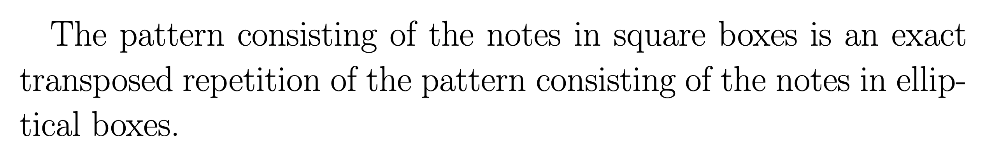 The pattern consisting of the notes in square boxes is an exact
transposed repetition of the pattern consisting of the notes in ellip-
tical boxes.